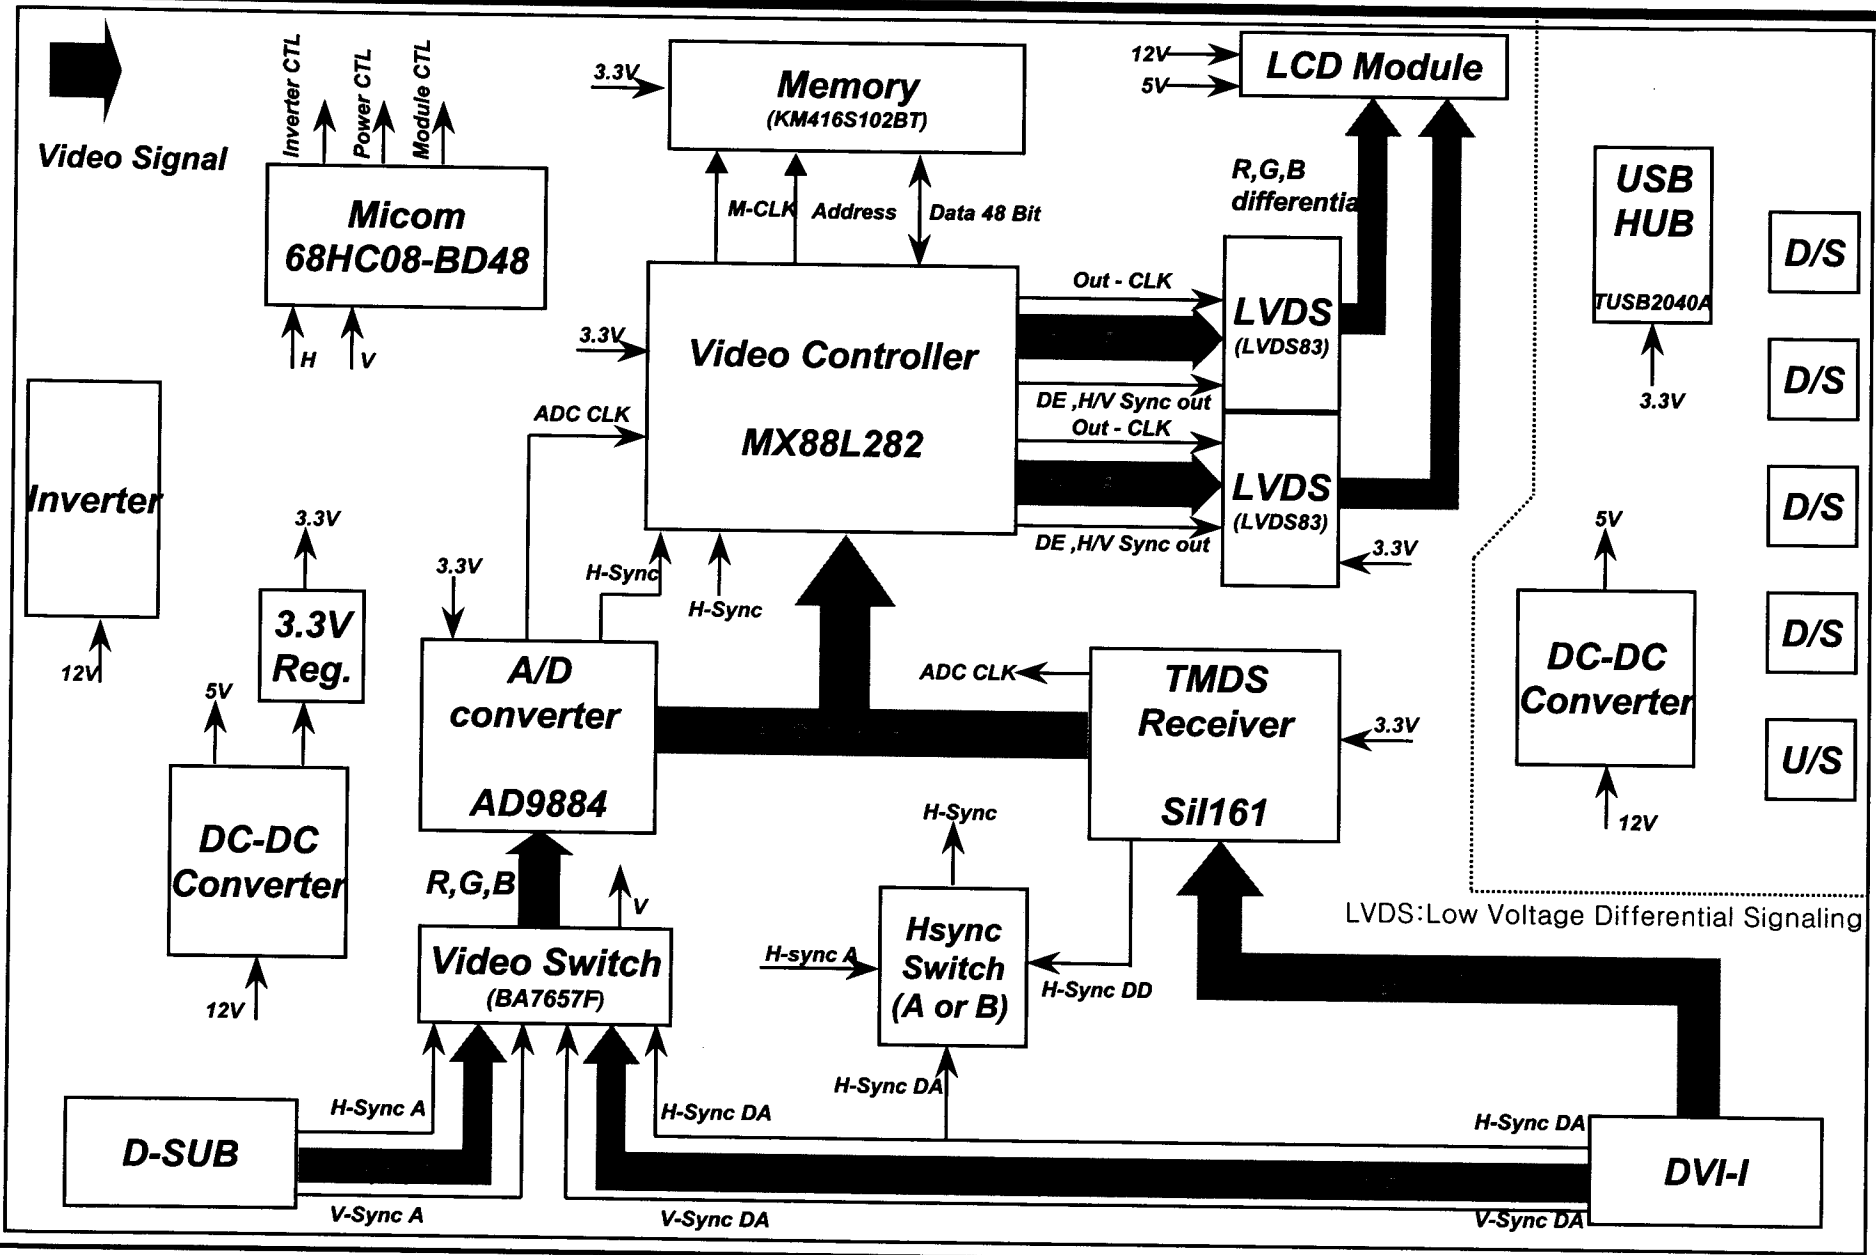 Video Signal
Inverter CTL
Power CTL
Module CTL
Micom
68HC08-BD48
H
V
3.3V
Memory
(KM416S102BT)
M-CLK
Address
Data 48 Bit
12V
5V
LCD Module
R,G,B
differential
USB
HUB
TUSB2040A
3.3V
D/S
D/S
D/S
D/S
U/S
3.3V
Video Controller
MX88L282
ADC CLK
Out - CLK
DE ,H/V Sync out
Out - CLK
DE ,H/V Sync out
LVDS
(LVDS83)
LVDS
(LVDS83)
3.3V
Inverter
12V
3.3V
3.3V
Reg.
5V
DC-DC
Converter
12V
3.3V
H-Sync
H-Sync
A/D
converter
AD9884
ADC CLK
TMDS
Receiver
Sil161
3.3V
5V
DC-DC
Converter
12V
LVDS:Low Voltage Differential Signaling
R,G,B
V
Video Switch
(BA7657F)
H-Sync
H-sync A
Hsync
Switch
(A or B)
H-Sync DD
H-Sync DA
D-SUB
H-Sync A
V-Sync A
H-Sync DA
V-Sync DA
H-Sync DA
V-Sync DA
DVI-I